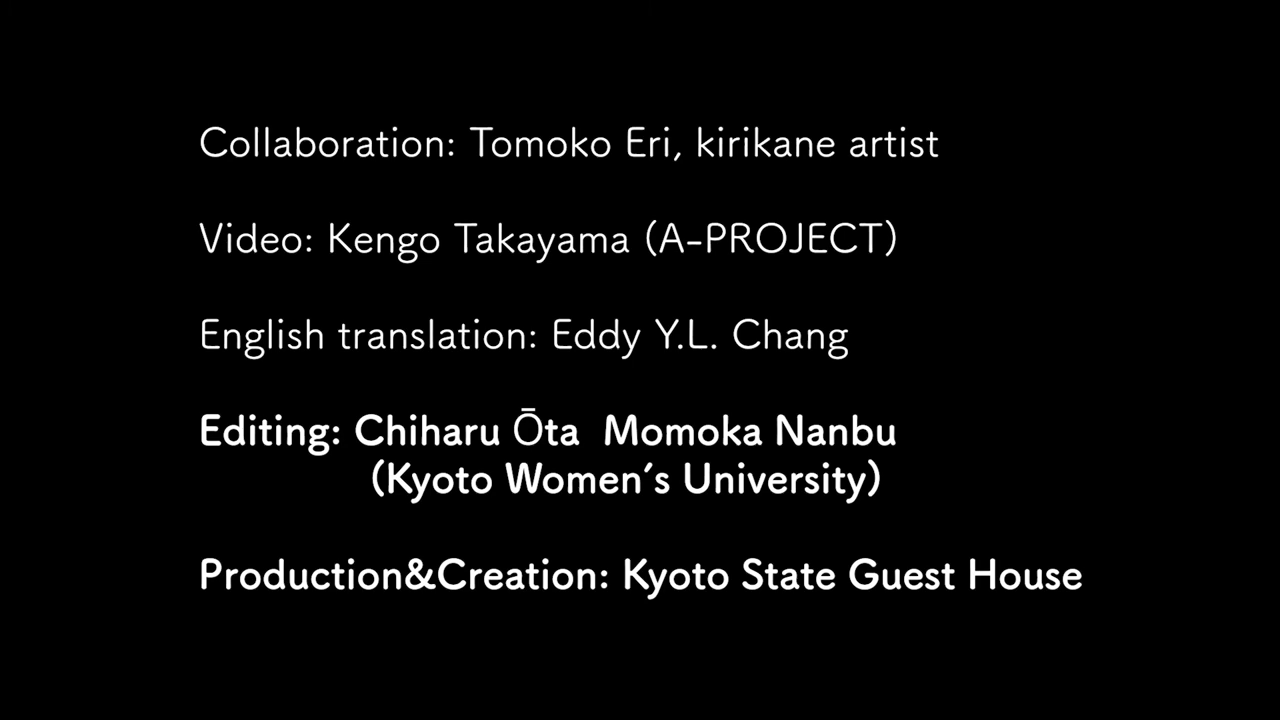 Collaboration: Tomoko Eri, kirikane artist
Video: Kengo Takayama (A-PROJECT)
English translation: Eddy Y.L. Chang
Editing: Chiharu Ōta  Momoka Nanbu
(Kyoto Women's University)
Production&Creation: Kyoto State Guest House